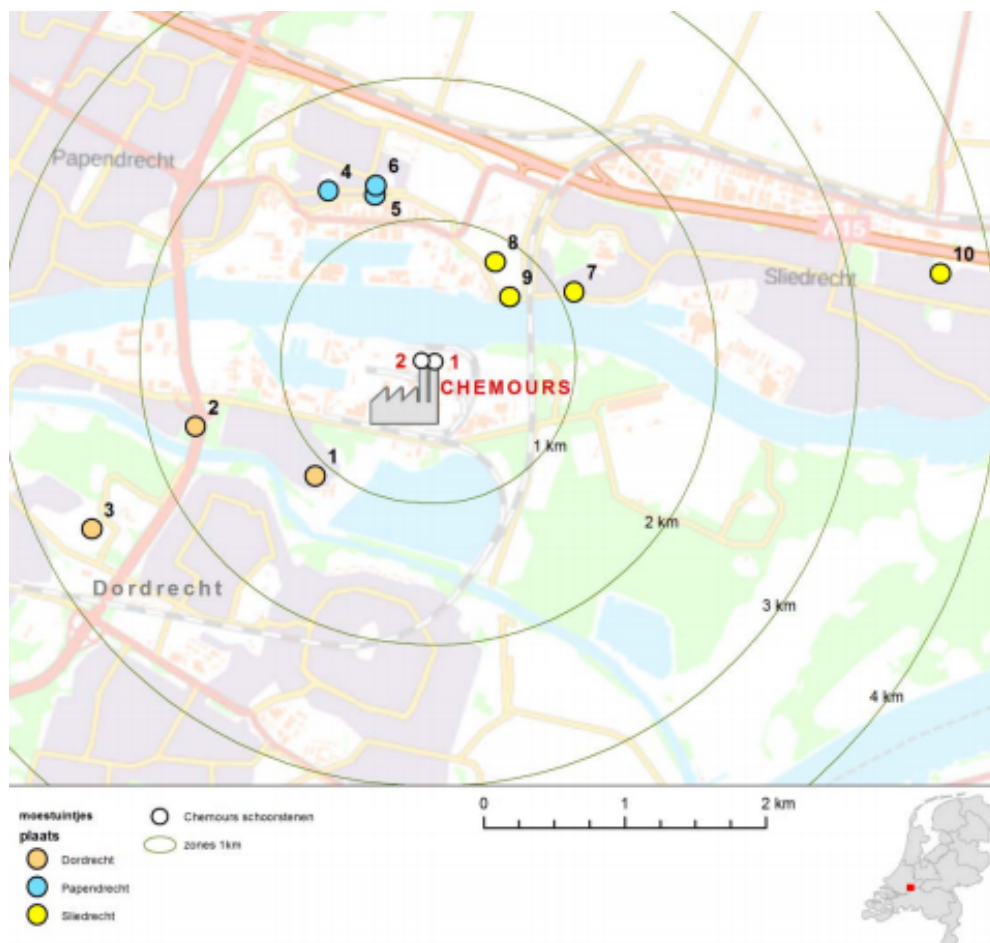 Papendrecht
4
6
5
8
9
7
A15
Sliedrecht
10
2
1
CHEMOURS
2
1
3
1 km
2 km
3 km
4 km
Dordrecht
moestuintjes
plaats
Dordrecht
Papendrecht
Sliedrecht
Chemours schoorstenen
zones 1km
0
1
2 km